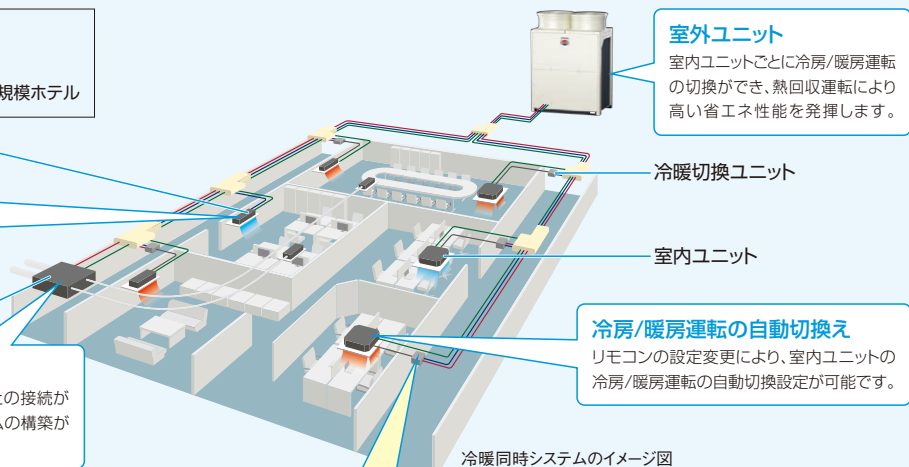 規模ホテル
室外ユニット
室内ユニットごとに冷房/暖房運転
の切換ができ、熱回収運転により
高い省エネ性能を発揮します。
冷暖切換ユニット
室内ユニット
冷房/暖房運転の自動切換え
リモコンの設定変更により、室内ユニットの
冷房/暖房運転の自動切換設定が可能です。
との接続が
ムの構築が
冷暖同時システムのイメージ図